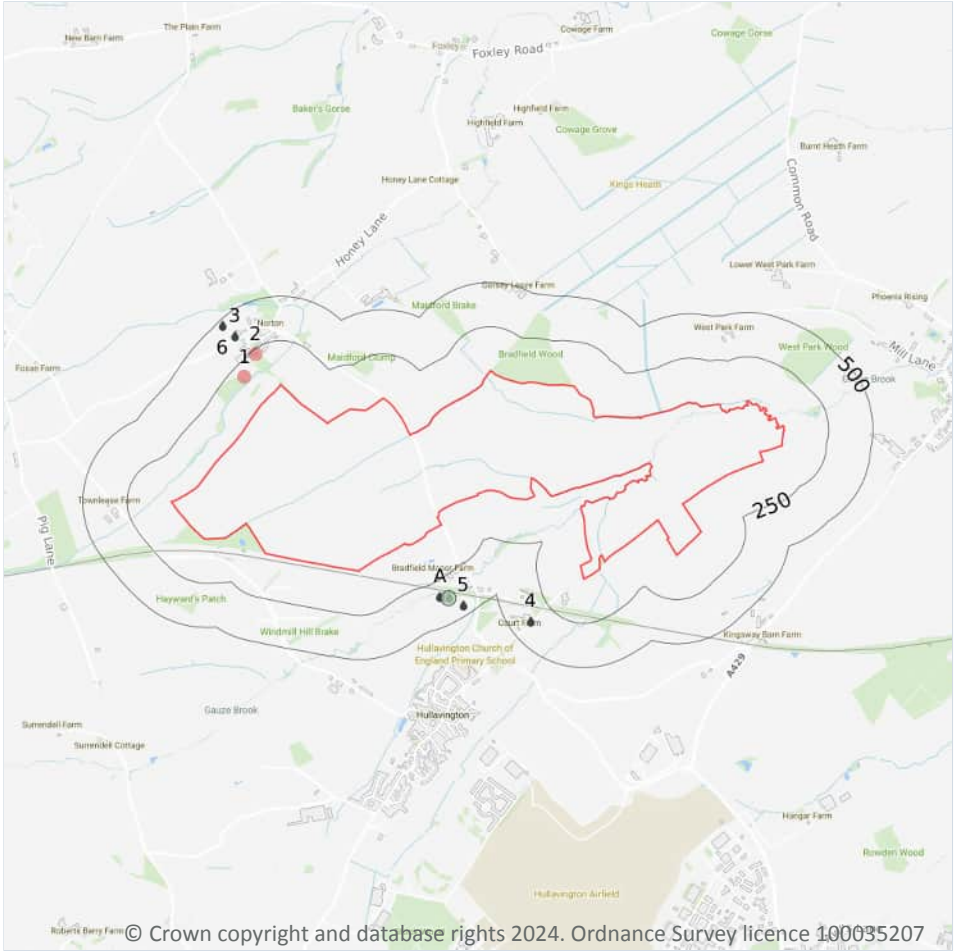 The Plain Farm
New Barn Farm
Foxley
Foxley Road
Cowage Farm
Cowage Gorse
Baker's Gorse
Highfield Farm
Highfield Farm
Cowage Grove
Burnt Heath Farm
Honey Lane Cottage
Kings Heath
Common Road
Honey Lane
Lower West Park Farm
Gorsey Leaze Farm
Phoenix Rising
Maidford Brake
3
Norton
2
6
1
West Park Farm
West Park Wood
Mill Lane
Maidford Clump
Bradfield Wood
Brook
500
Townlease Farm
250
Pig Lane
Bradfield Manor Farm
A
5
4
Hayward's Patch
Court Farm
Windmill Hill Brake
Kingsway Barn Farm
Hullavington Church of
England Primary School
A429
Gauze Brook
Hullavington
Surrendell Farm
Surrendell Cottage
Hangar Farm
Rowden Wood
Hullavington Airfield
Roberts Berry Farm
© Crown copyright and database rights 2024. Ordnance Survey licence 100035207